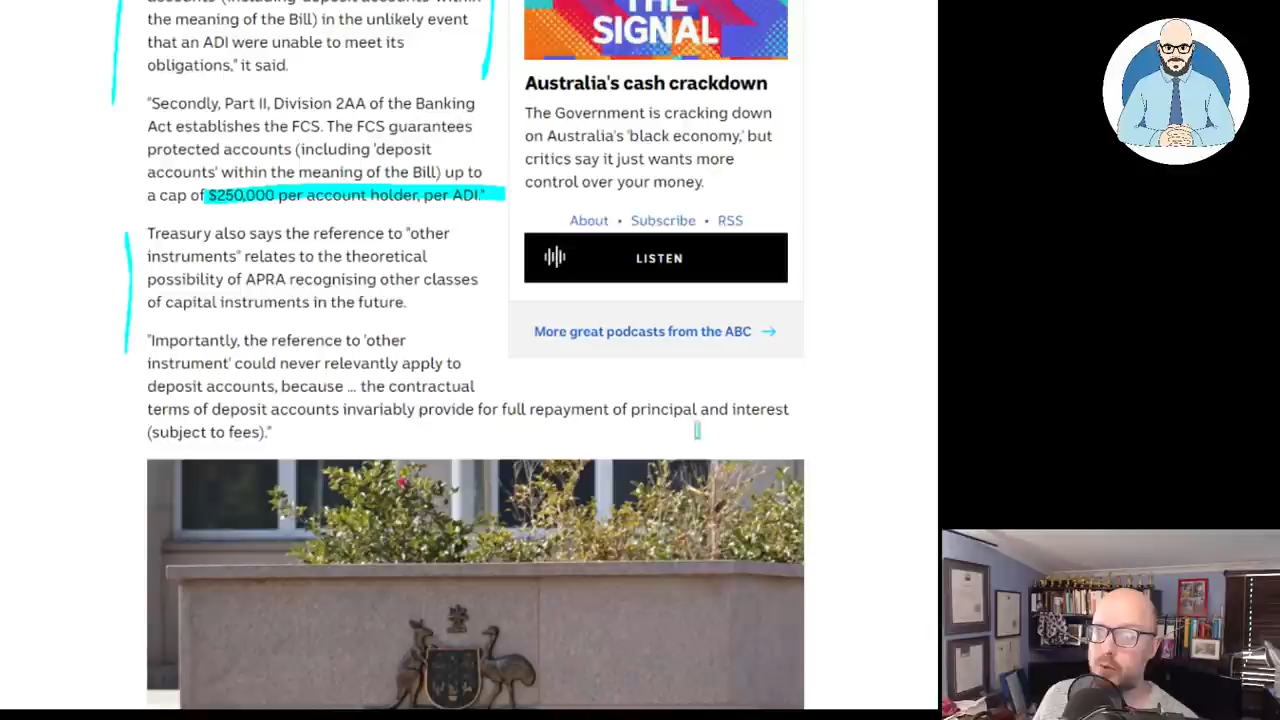 the meaning of the Bill) in the unlikely event
that an ADI were unable to meet its
obligations," it said.
"Secondly, Part II, Division 2AA of the Banking
Act establishes the FCS. The FCS guarantees
protected accounts (including 'deposit
accounts' within the meaning of the Bill) up to
a cap of $250,000 per account holder, per ADI."
Treasury also says the reference to "other
instruments" relates to the theoretical
possibility of APRA recognising other classes
of capital instruments in the future.
"Importantly, the reference to 'other
instrument' could never relevantly apply to
deposit accounts, because ... the contractual
terms of deposit accounts invariably provide for full repayment of principal and interest
(subject to fees)."
THE
SIGNAL
Australia's cash crackdown
The Government is cracking down
on Australia's 'black economy,' but
critics say it just wants more
control over your money.
About • Subscribe • RSS
LISTEN
More great podcasts from the ABC →